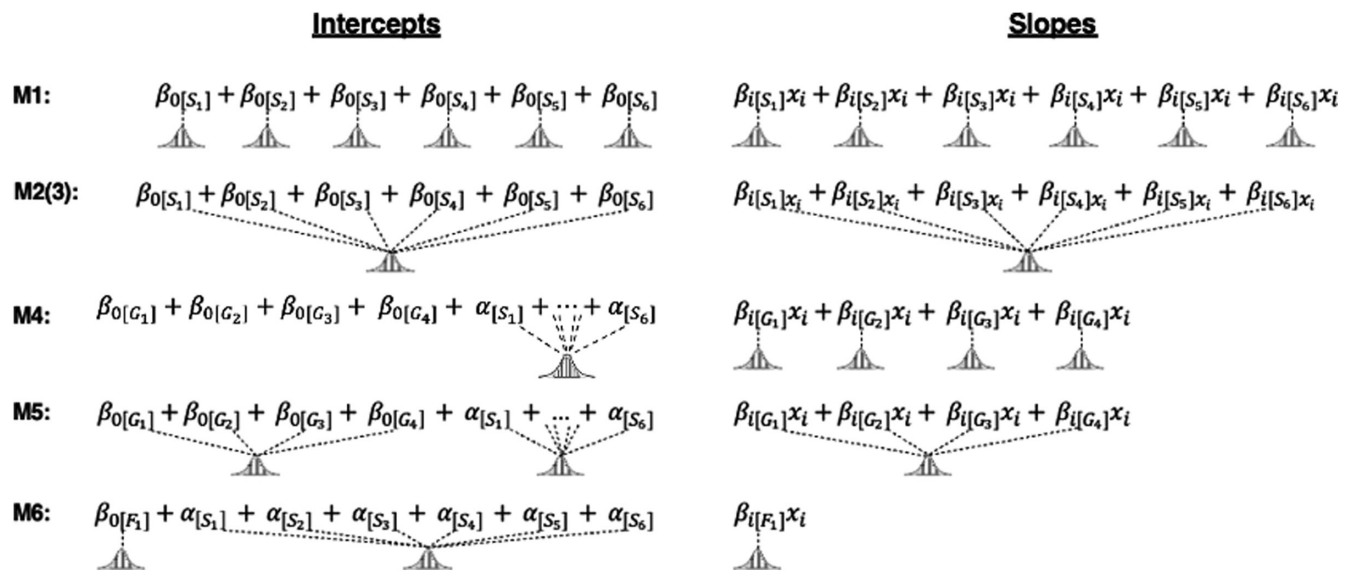 Intercepts Slopes
M1: β₀[S₁] + β₀[S₂] + β₀[S₃] + β₀[S₄] + β₀[S₅] + β₀[S₆] βᵢ[S₁]xᵢ + βᵢ[S₂]xᵢ + βᵢ[S₃]xᵢ + βᵢ[S₄]xᵢ + βᵢ[S₅]xᵢ + βᵢ[S₆]xᵢ
M2(3): β₀[S₁] + β₀[S₂] + β₀[S₃] + β₀[S₄] + β₀[S₅] + β₀[S₆] βᵢ[S₁]xᵢ + βᵢ[S₂]xᵢ + βᵢ[S₃]xᵢ + βᵢ[S₄]xᵢ + βᵢ[S₅]xᵢ + βᵢ[S₆]xᵢ
M4: β₀[G₁] + β₀[G₂] + β₀[G₃] + β₀[G₄] + α[S₁] + ... + α[S₆] βᵢ[G₁]xᵢ + βᵢ[G₂]xᵢ + βᵢ[G₃]xᵢ + βᵢ[G₄]xᵢ
M5: β₀[G₁] + β₀[G₂] + β₀[G₃] + β₀[G₄] + α[S₁] + ... + α[S₆] βᵢ[G₁]xᵢ + βᵢ[G₂]xᵢ + βᵢ[G₃]xᵢ + βᵢ[G₄]xᵢ
M6: β₀[F₁] + α[S₁] + α[S₂] + α[S₃] + α[S₄] + α[S₅] + α[S₆] βᵢ[F₁]xᵢ